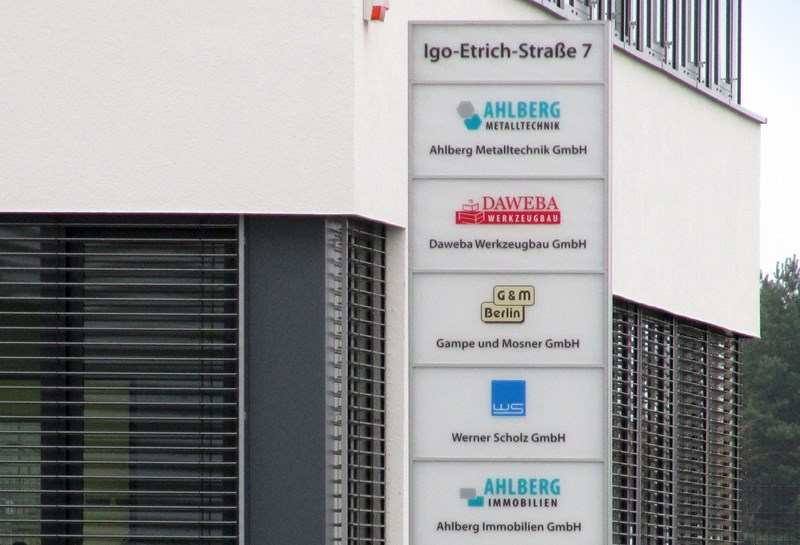 Igo-Etrich-Straße 7
AHLBERG
METALLTECHNIK
Ahlberg Metalltechnik GmbH
DAWEBA
WERKZEUGBAU
Daweba Werkzeugbau GmbH
G & M
Berlin
Gampe und Mosner GmbH
WS
Werner Scholz GmbH
AHLBERG
IMMOBILIEN
Ahlberg Immobilien GmbH